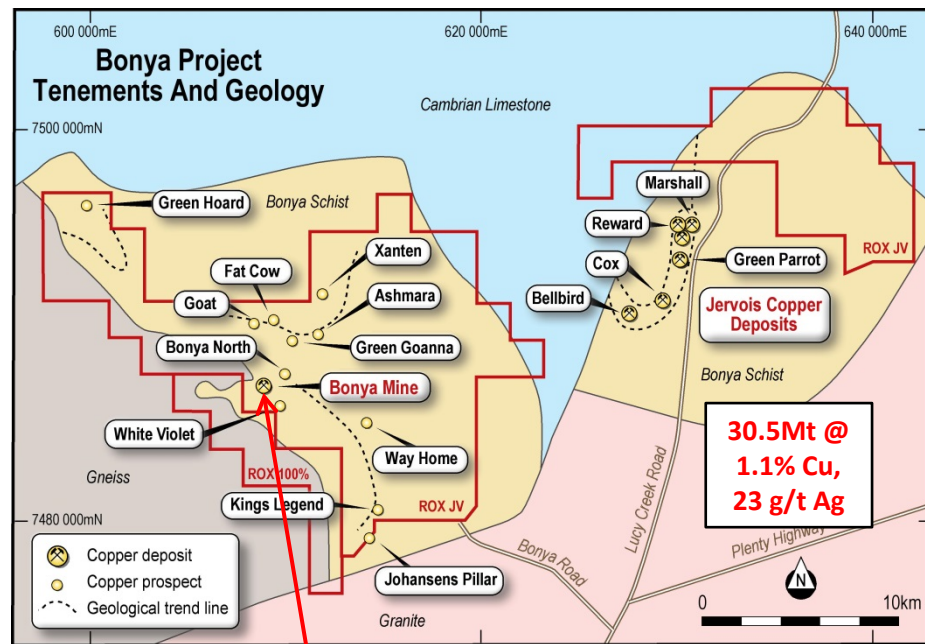 600 000mE
620 000mE
640 000mE
Bonya Project
Tenements And Geology
Cambrian Limestone
7500 000mN
Marshall
Green Hoard
Bonya Schist
Reward
ROX JV
Xanten
Fat Cow
Cox
Green Parrot
Goat
Ashmara
Bellbird
Jervois Copper
Deposits
Bonya North
Green Goanna
Bonya Schist
Bonya Mine
White Violet
Way Home
30.5Mt @
1.1% Cu,
23 g/t Ag
Gneiss
ROX 100%
Kings Legend
ROX JV
Lucy Creek Road
7480 000mN
Plenty Highway
Bonya Road
Copper deposit
Copper prospect
Geological trend line
Johansens Pillar
N
Granite
0
10km